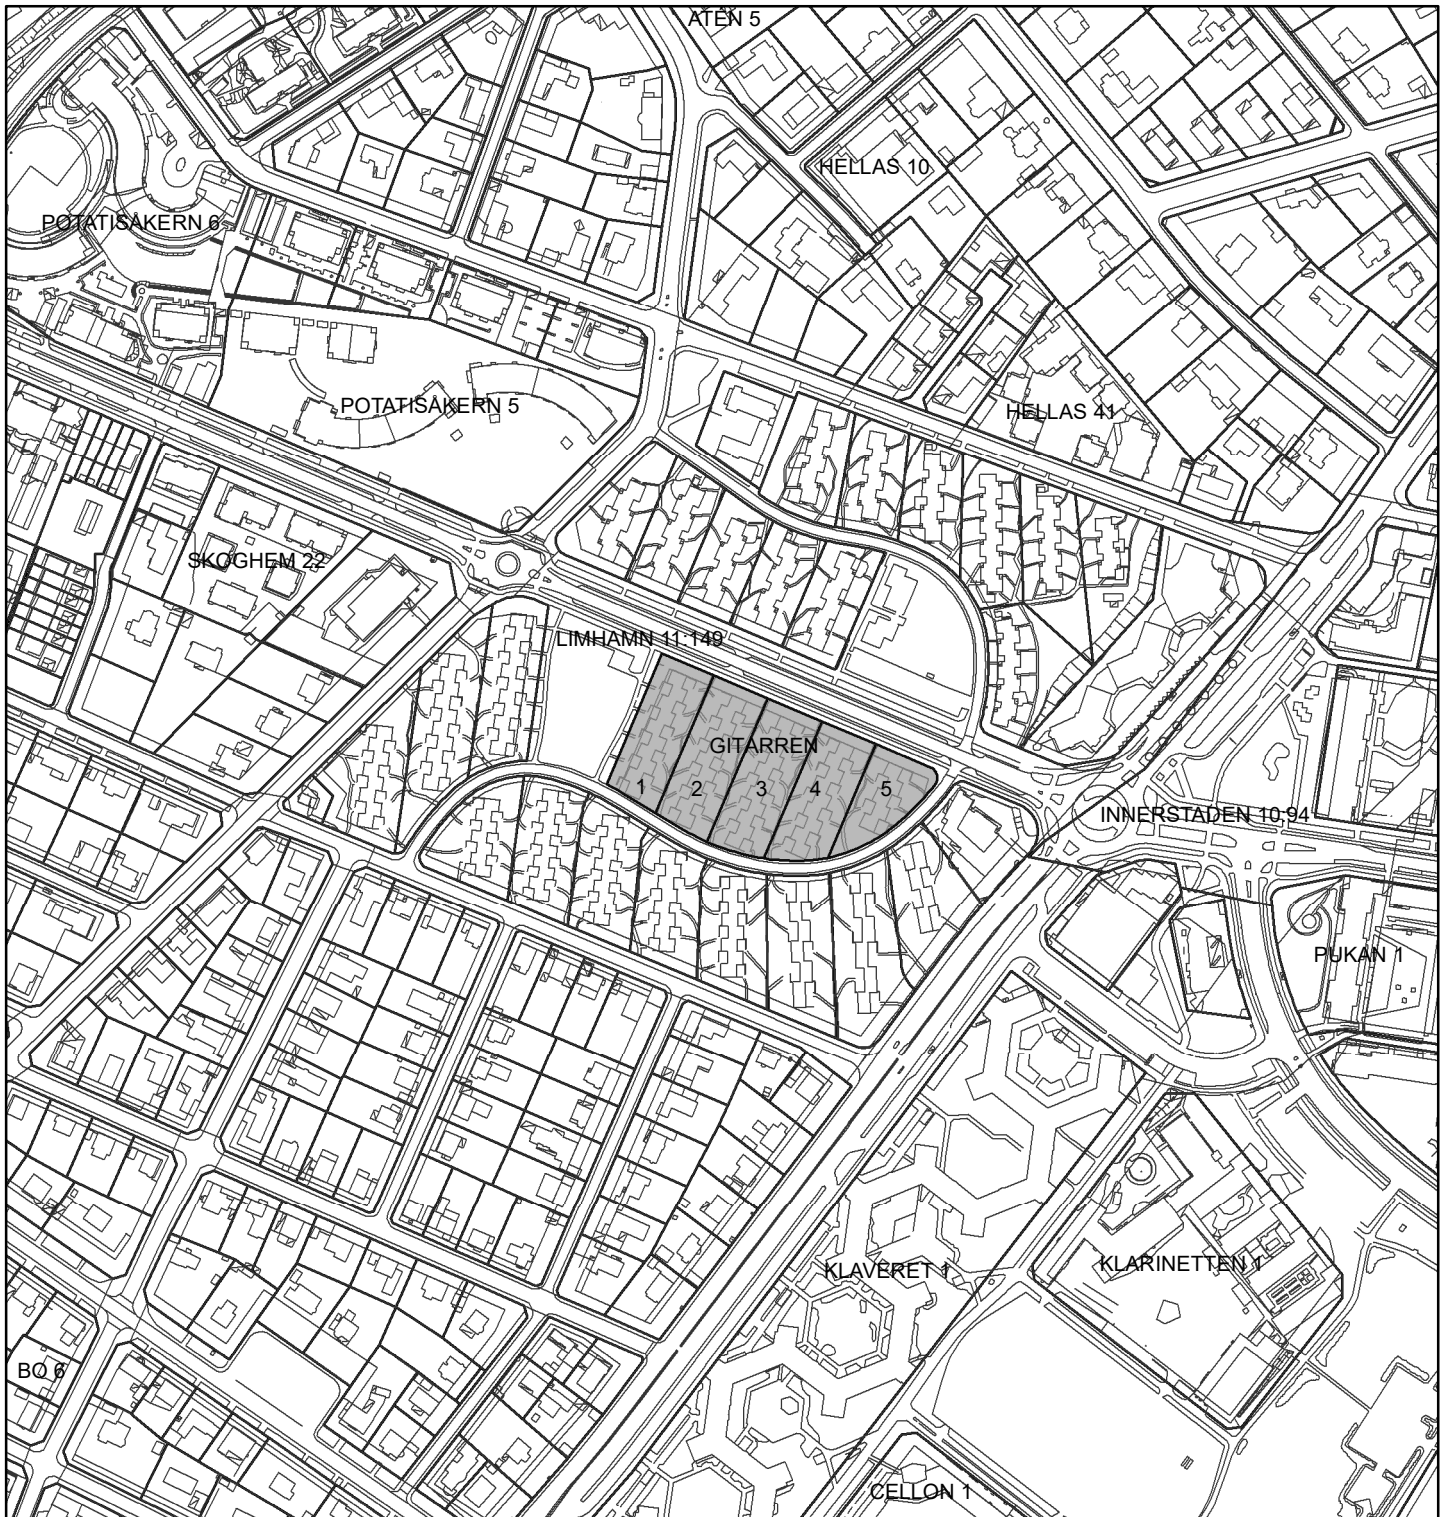 ATEN 5
HELLAS 10
POTATISÅKERN 6
POTATISÅKERN 5
HELLAS 41
SKOGHEM 22
LIMHAMN 11:149
GITARREN
1
2
3
4
5
INNERSTADEN 10:94
PUKAN 1
KLAVERET 1
KLARINETTEN 1
BO 6
CELLON 1